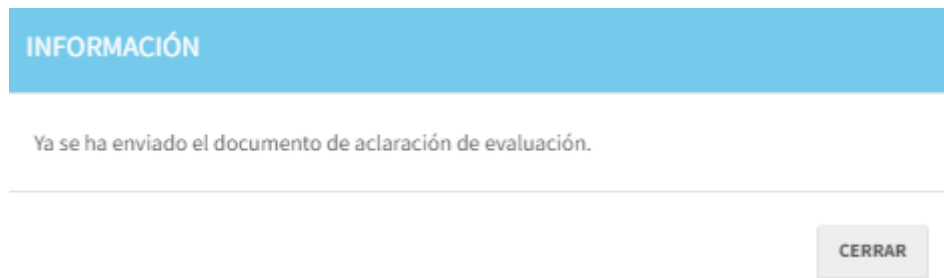 INFORMACIÓN
Ya se ha enviado el documento de aclaración de evaluación.
CERRAR